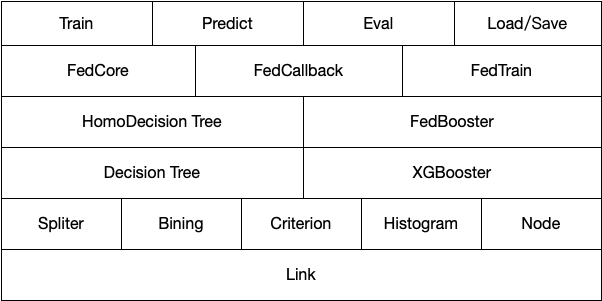 Train
Predict
Eval
Load/Save
FedCore
FedCallback
FedTrain
HomoDecision Tree
FedBooster
Decision Tree
XGBooster
Spliter
Bining
Criterion
Histogram
Node
Link